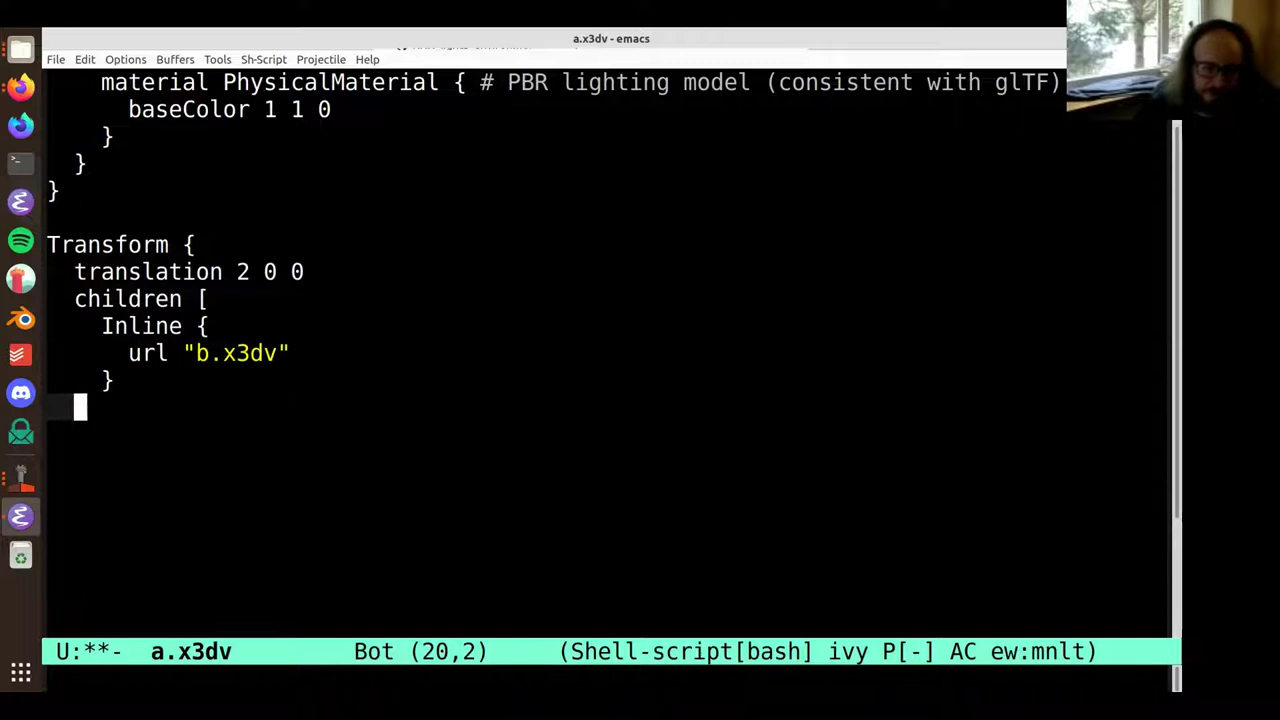 a.x3dv - emacs
File Edit Options Buffers Tools Sh-Script Projectile Help
material PhysicalMaterial { # PBR lighting model (consistent with glTF)
baseColor 1 1 0
}
}
}
Transform {
translation 2 0 0
children [
Inline {
url "b.x3dv"
}
U:**- a.x3dv Bot (20,2) (Shell-script[bash] ivy P[-] AC ew:mnlt)